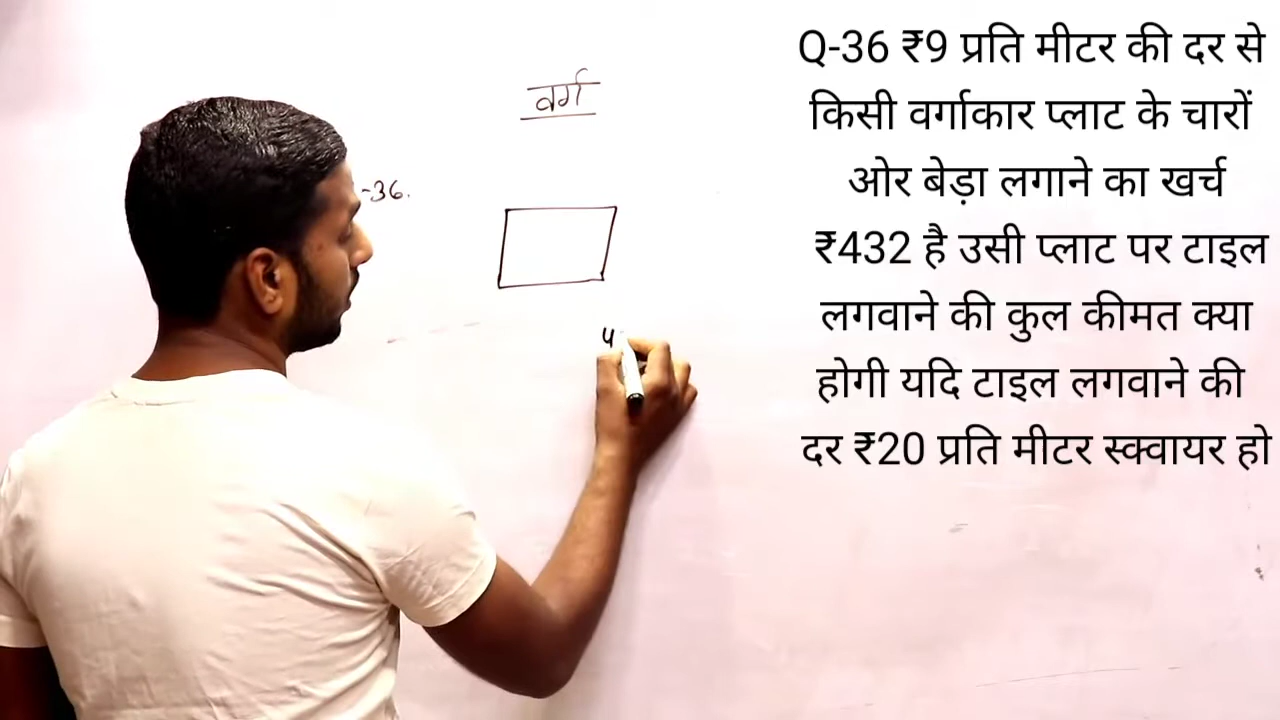 वर्ग
-36.
4
Q-36 ₹9 प्रति मीटर की दर से
किसी वर्गाकार प्लाट के चारों
ओर बेड़ा लगाने का खर्च
₹432 है उसी प्लाट पर टाइल
लगवाने की कुल कीमत क्या
होगी यदि टाइल लगवाने की
दर ₹20 प्रति मीटर स्क्वायर हो